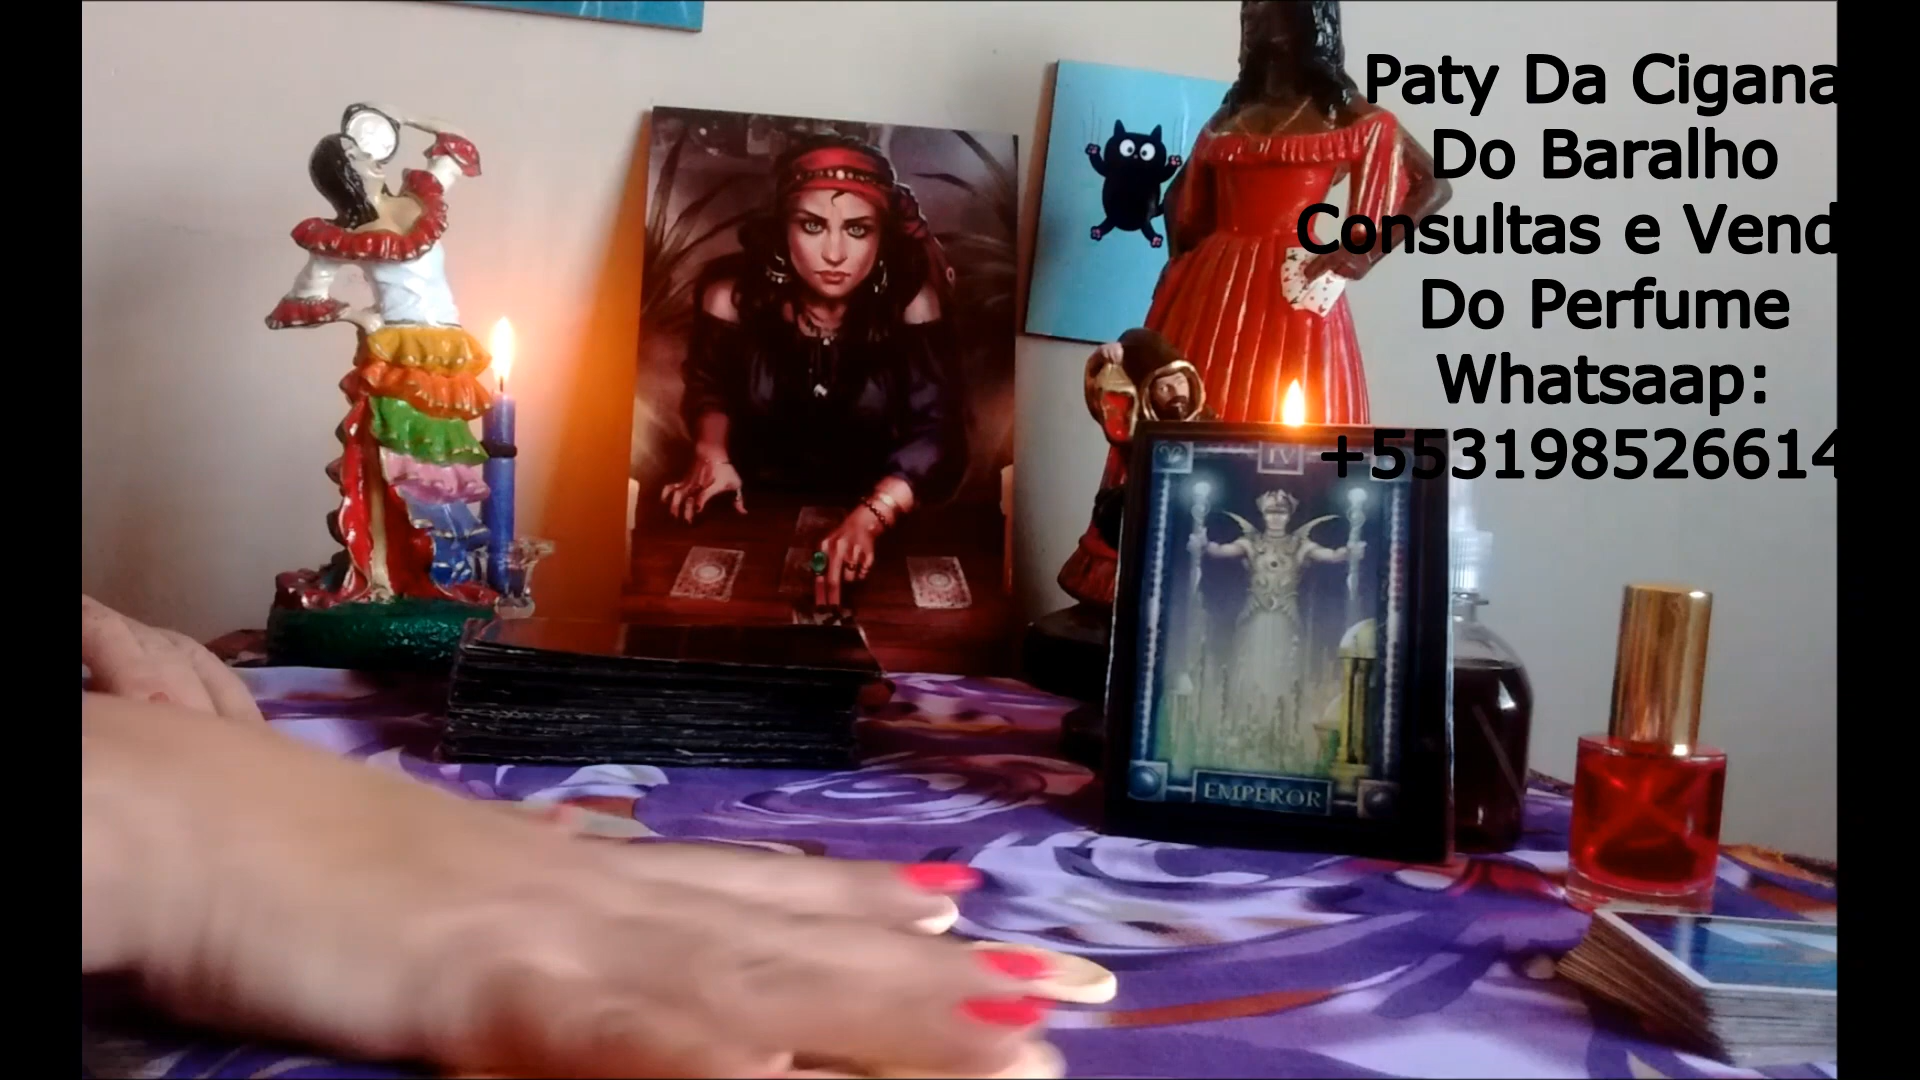 Paty Da Cigana
Do Baralho
Consultas e Vend
Do Perfume
Whatsaap:
+553198526614
IV
EMPEROR